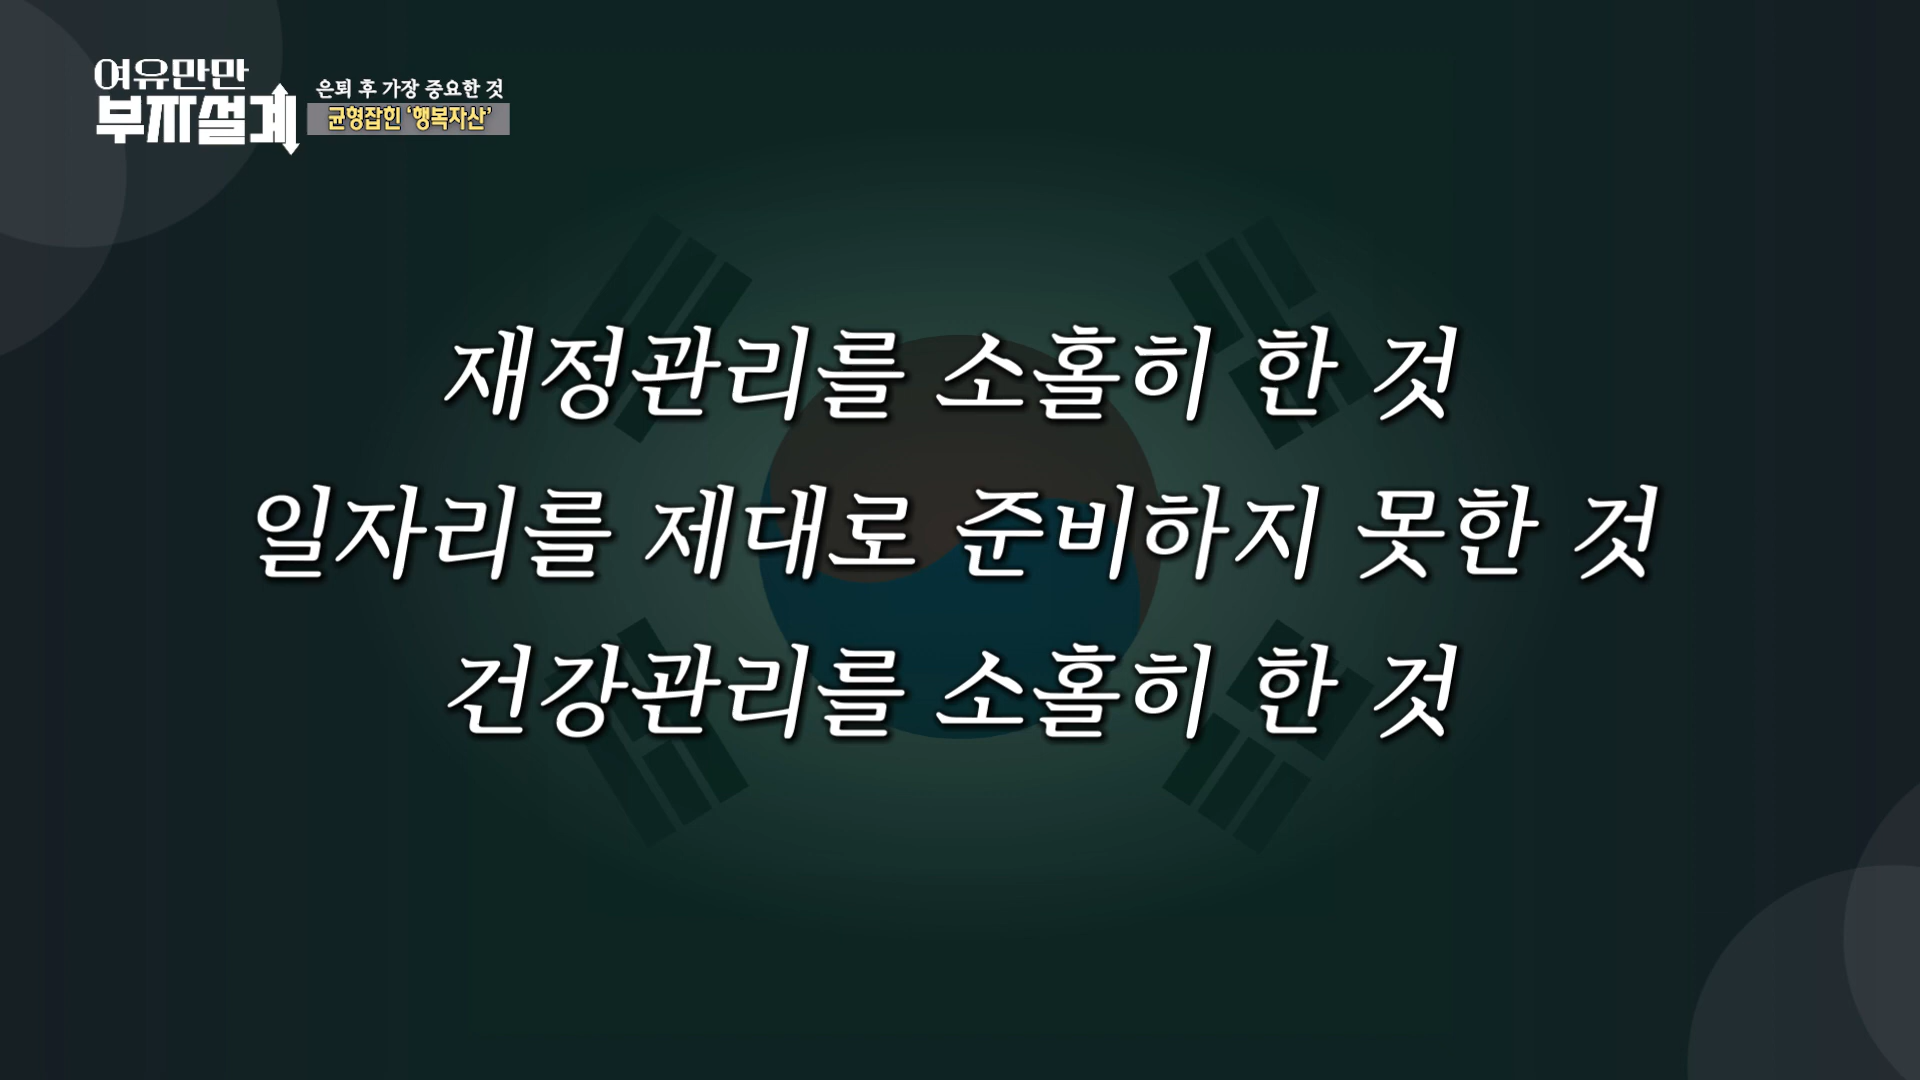 여유만만
부자설계
은퇴 후 가장 중요한 것
균형잡힌 ‘행복자산’
재정관리를 소홀히 한 것
일자리를 제대로 준비하지 못한 것
건강관리를 소홀히 한 것